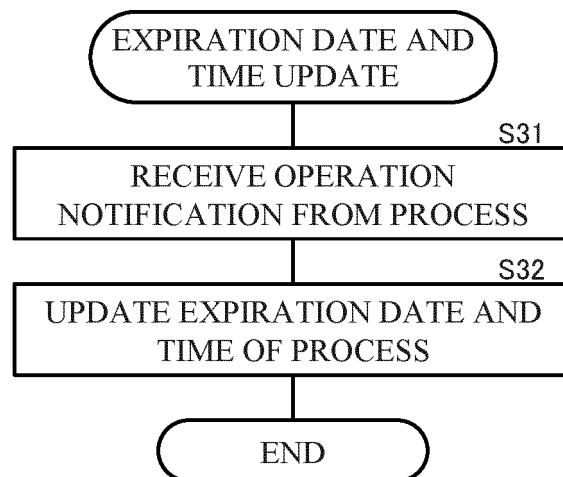 EXPIRATION DATE AND
TIME UPDATE
S31
RECEIVE OPERATION
NOTIFICATION FROM PROCESS
S32
UPDATE EXPIRATION DATE AND
TIME OF PROCESS
END